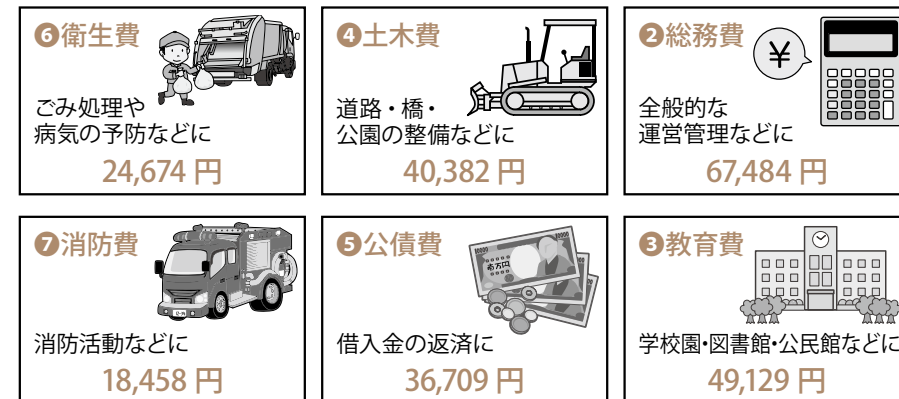 ❻衛生費
ごみ処理や
病気の予防などに
24,674 円
❹土木費
道路・橋・
公園の整備などに
40,382 円
❷総務費
¥
全般的な
運営管理などに
67,484 円
❼消防費
消防活動などに
18,458 円
❺公債費
壱万円
借入金の返済に
36,709 円
❸教育費
学校園・図書館・公民館などに
49,129 円